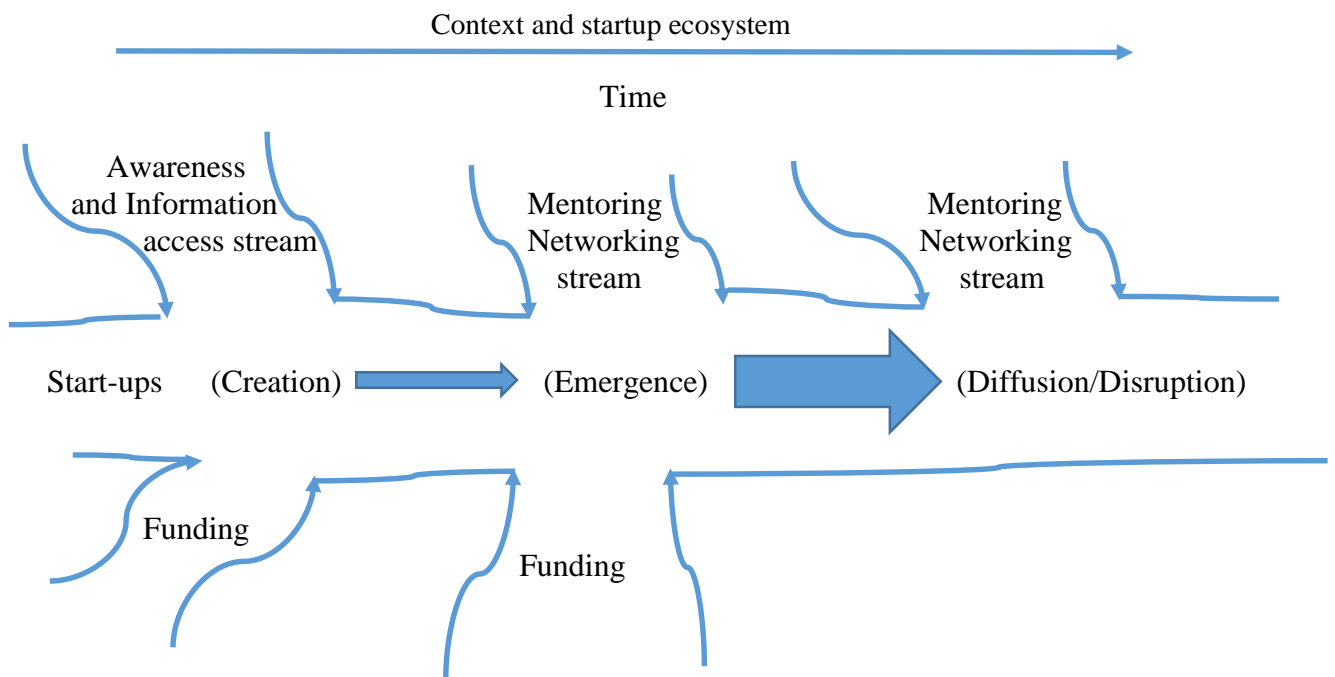 Context and startup ecosystem
Time
Awareness
and Information
access stream
Mentoring
Networking
stream
Mentoring
Networking
stream
Start-ups (Creation) (Emergence) (Diffusion/Disruption)
Funding
Funding